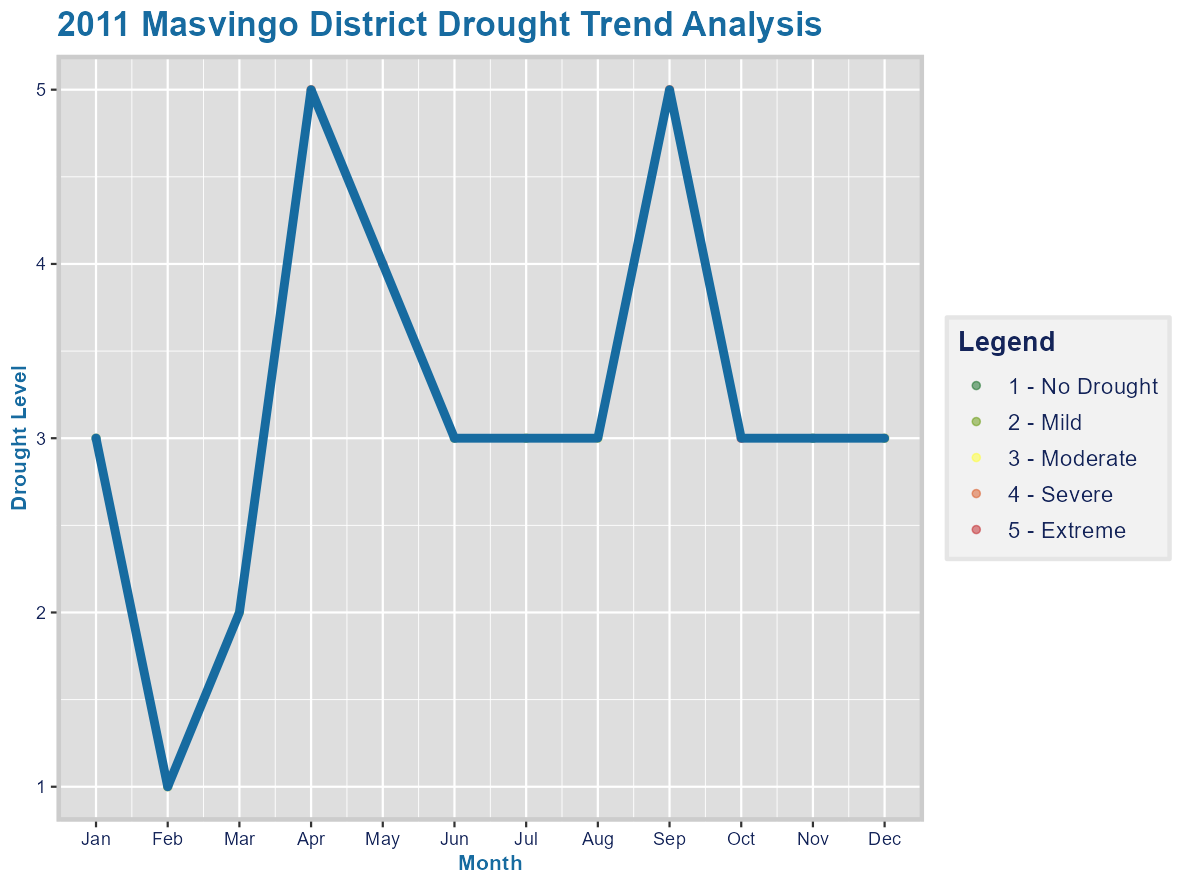 2011 Masvingo District Drought Trend Analysis
5
4
3
2
1
Drought Level
Jan Feb Mar Apr May Jun Jul Aug Sep Oct Nov Dec
Month
Legend
1 - No Drought
2 - Mild
3 - Moderate
4 - Severe
5 - Extreme